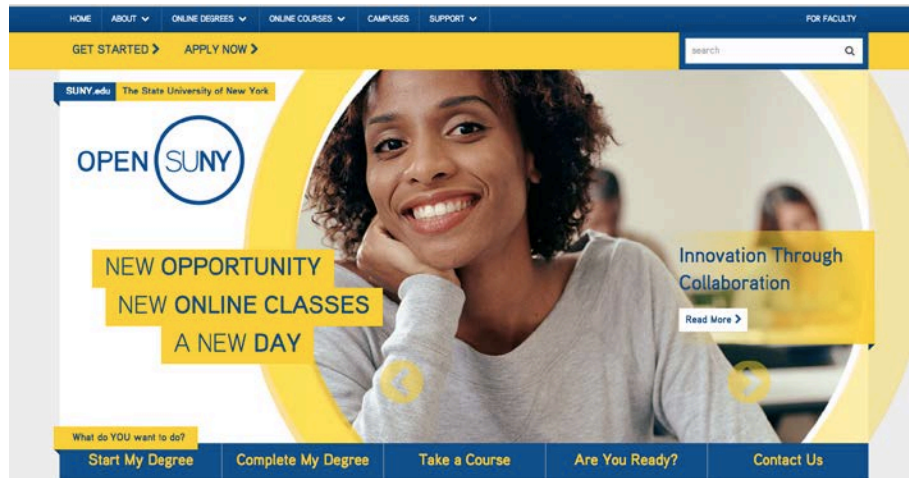 HOME ABOUT ONLINE DEGREES ONLINE COURSES CAMPUSES SUPPORT FOR FACULTY
GET STARTED APPLY NOW search
SUNY.edu The State University of New York
OPEN SUNY
NEW OPPORTUNITY
NEW ONLINE CLASSES
A NEW DAY
Innovation Through
Collaboration
Read More
What do YOU want to do?
Start My Degree Complete My Degree Take a Course Are You Ready? Contact Us